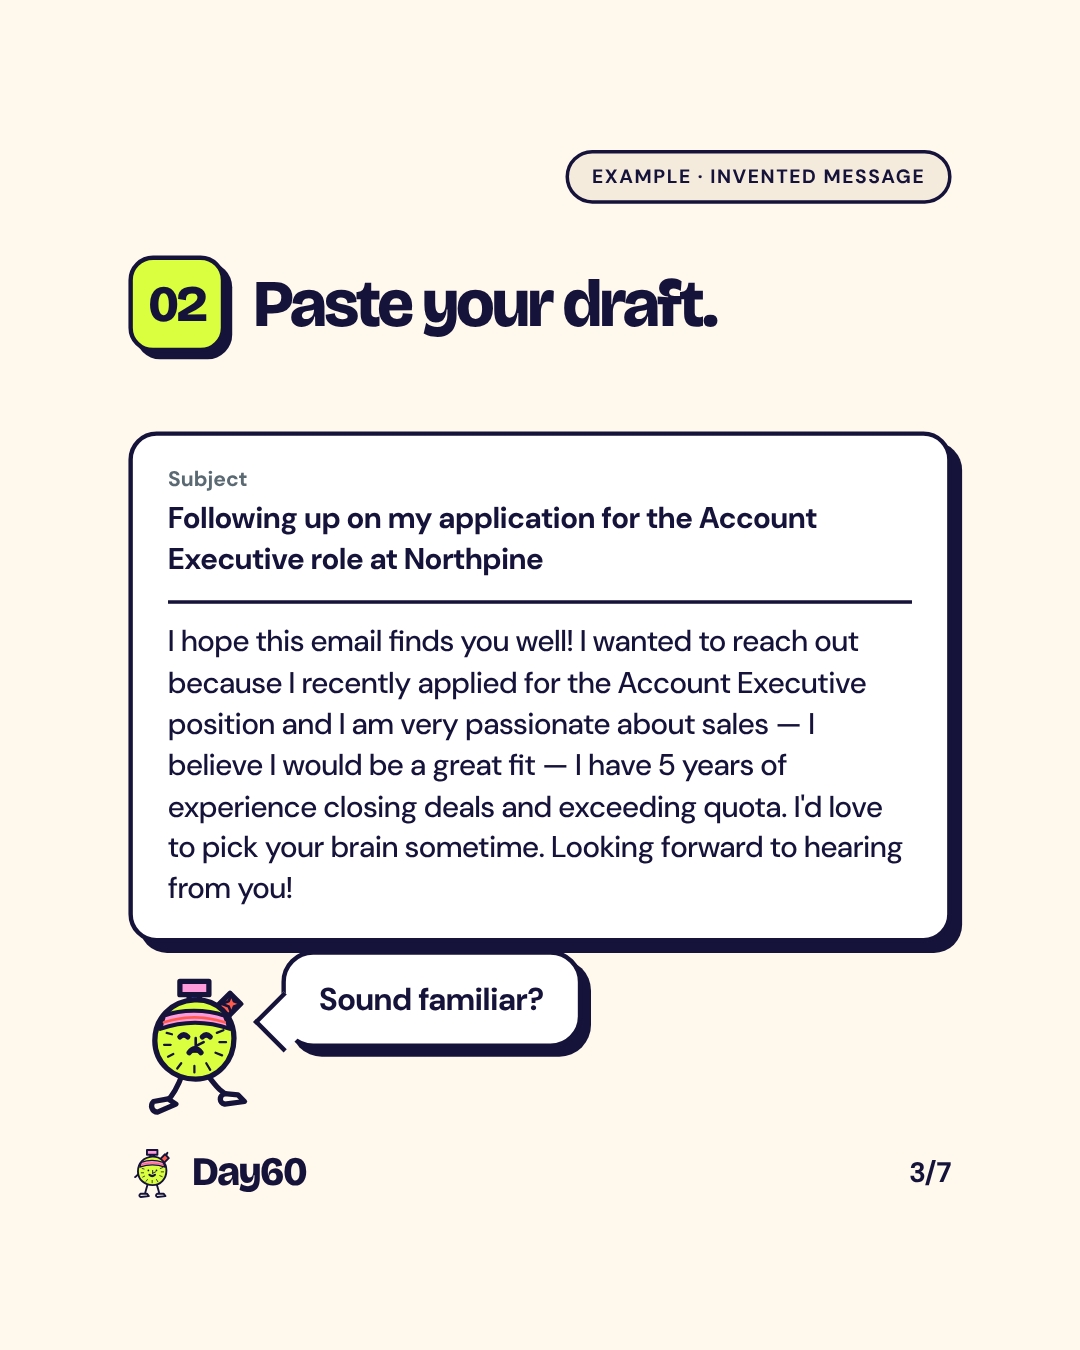 EXAMPLE · INVENTED MESSAGE
02
Paste your draft.
Subject
Following up on my application for the Account
Executive role at Northpine
I hope this email finds you well! I wanted to reach out
because I recently applied for the Account Executive
position and I am very passionate about sales — I
believe I would be a great fit — I have 5 years of
experience closing deals and exceeding quota. I'd love
to pick your brain sometime. Looking forward to hearing
from you!
Sound familiar?
Day60
3/7